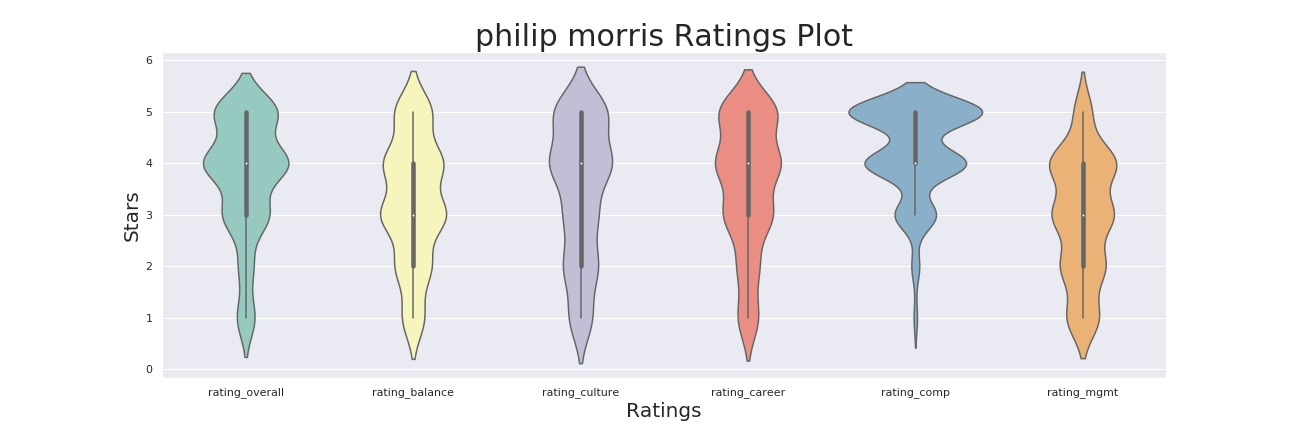 philip morris Ratings Plot
6
5
4
3
2
1
0
Stars
rating_overall rating_balance rating_culture rating_career rating_comp rating_mgmt
Ratings